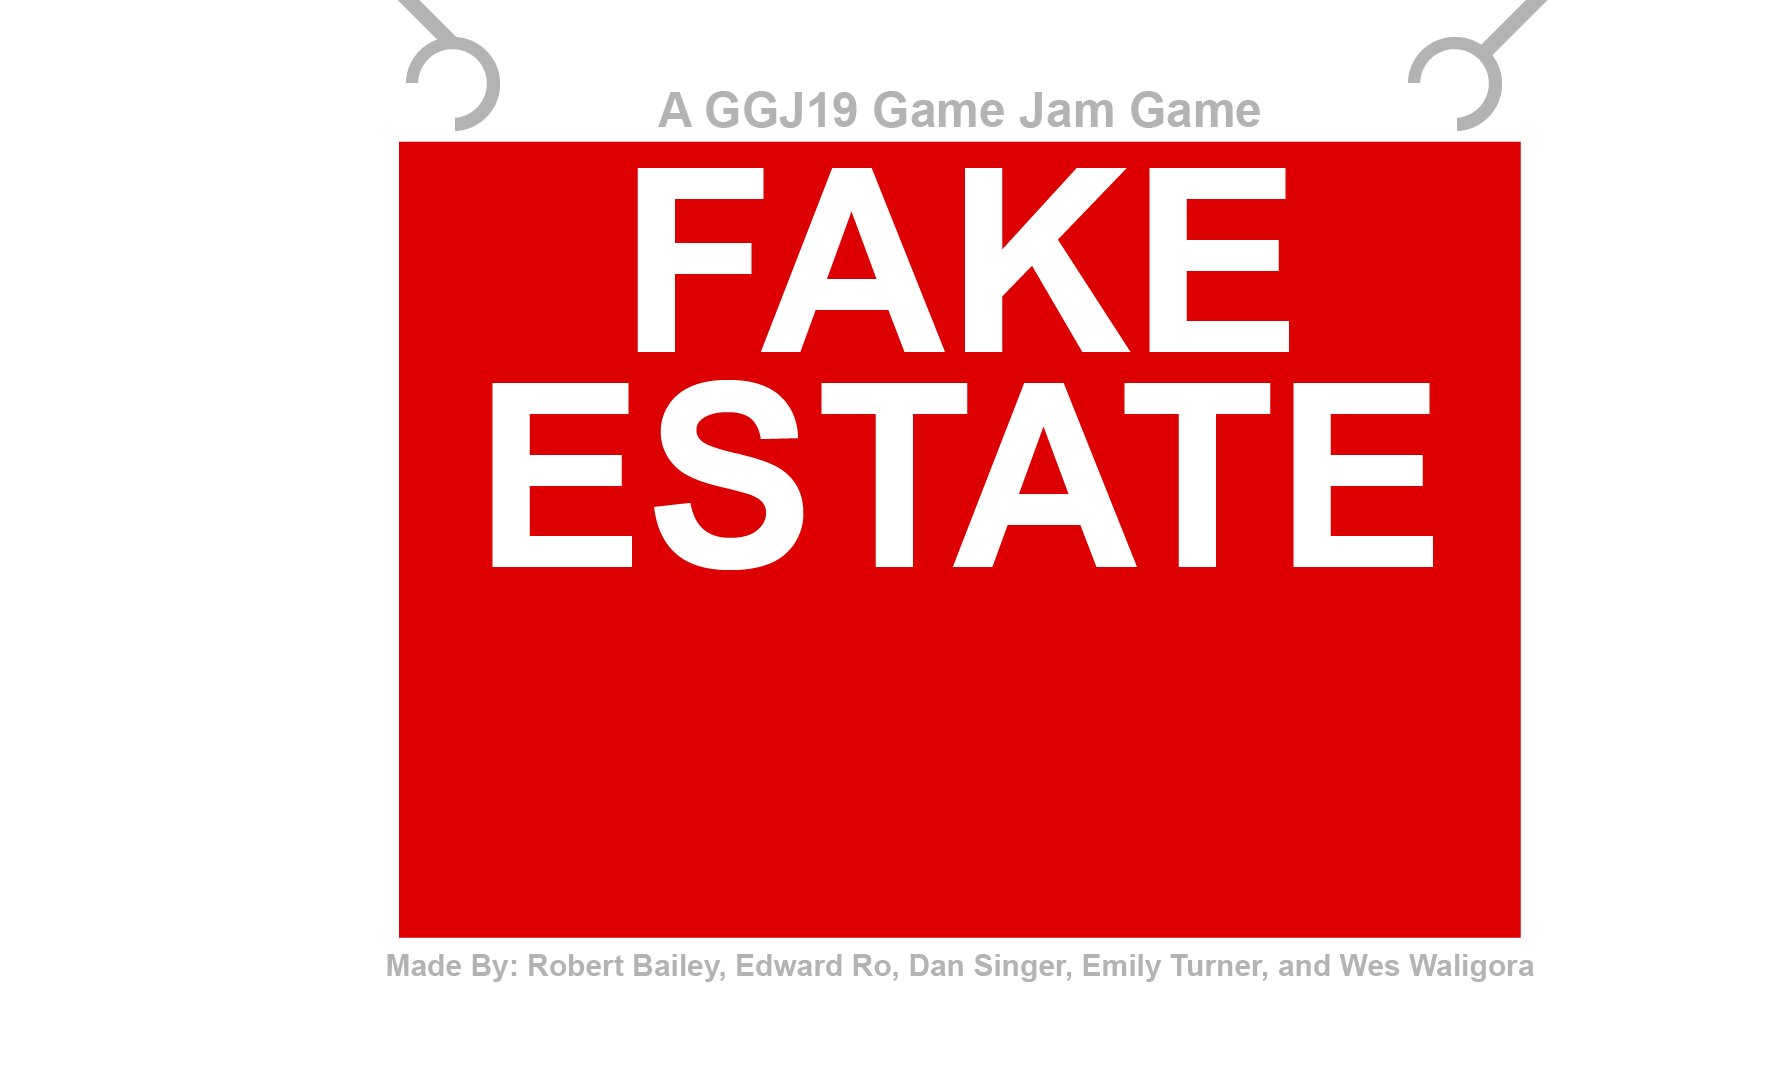 A GGJ19 Game Jam Game
FAKE
ESTATE
Made By: Robert Bailey, Edward Ro, Dan Singer, Emily Turner, and Wes Waligora